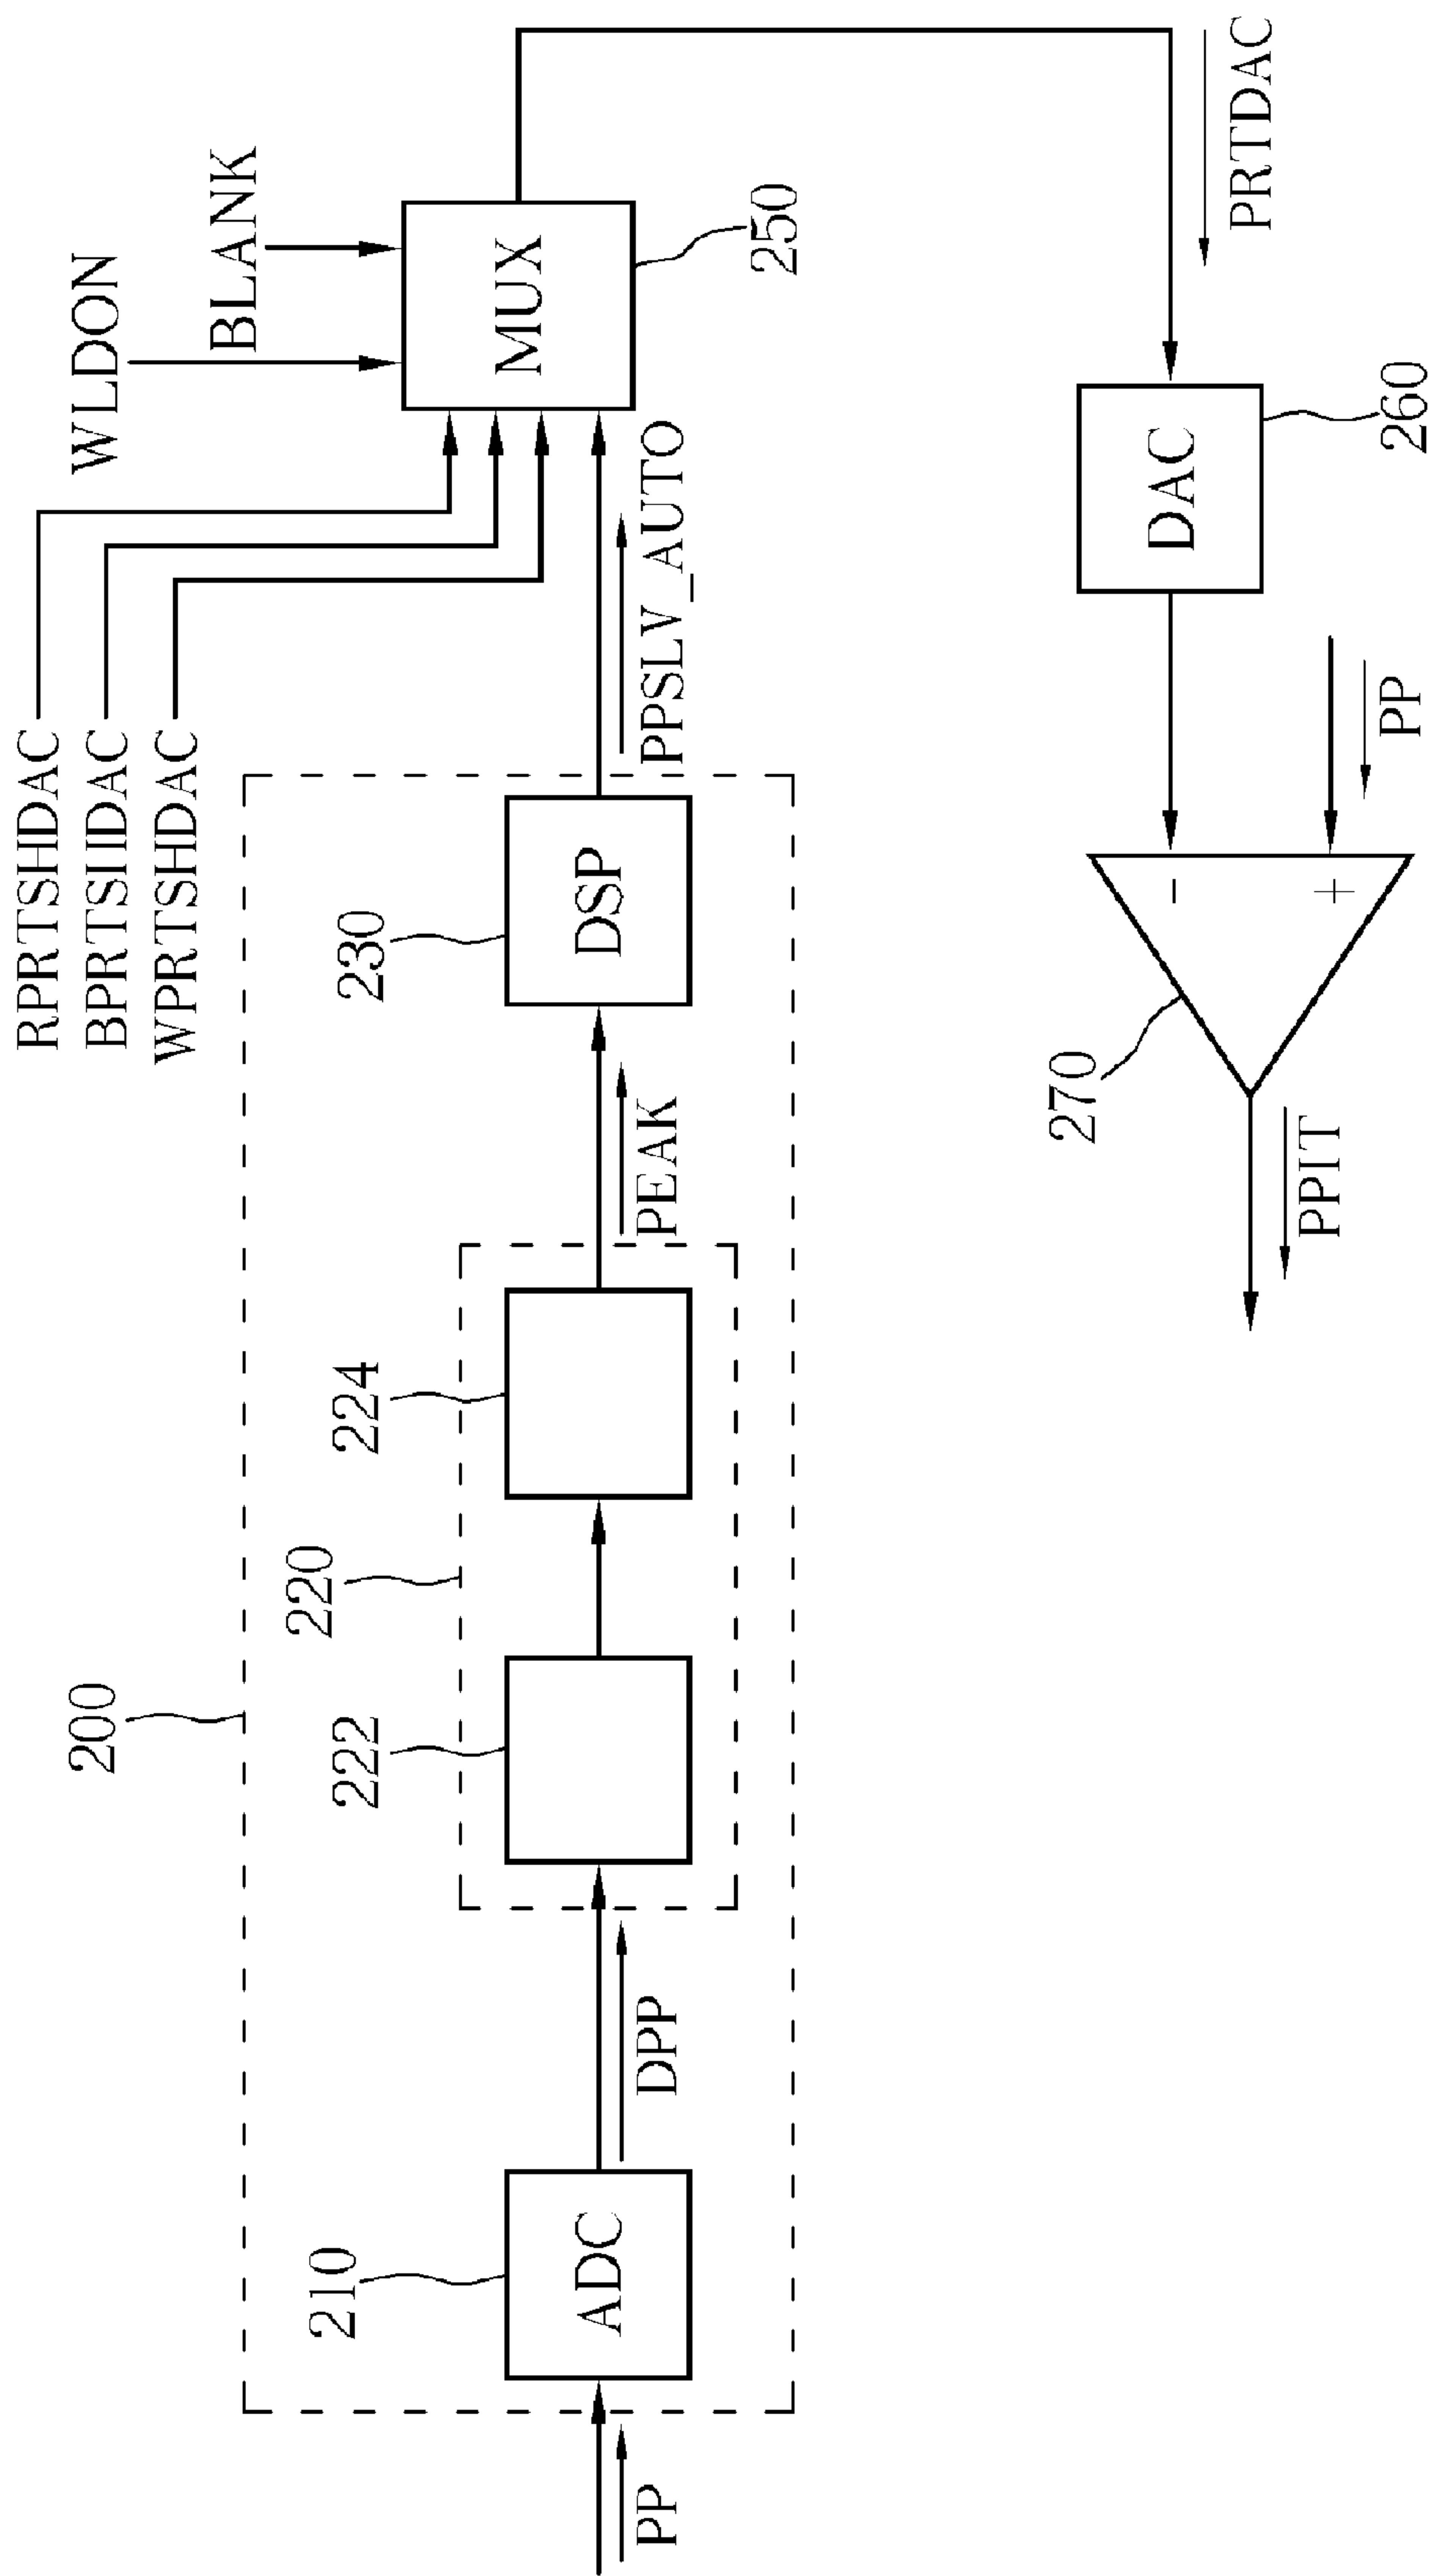 RPRTSHDAC
BPRTSHDAC
WPRTSHDAC
WLDON
BLANK
MUX
250
200
220
210
222
224
230
PP
ADC
DPP
PEAK
DSP
PPSLV_AUTO
270
PPIT
-
+
PP
DAC
260
PRTDAC